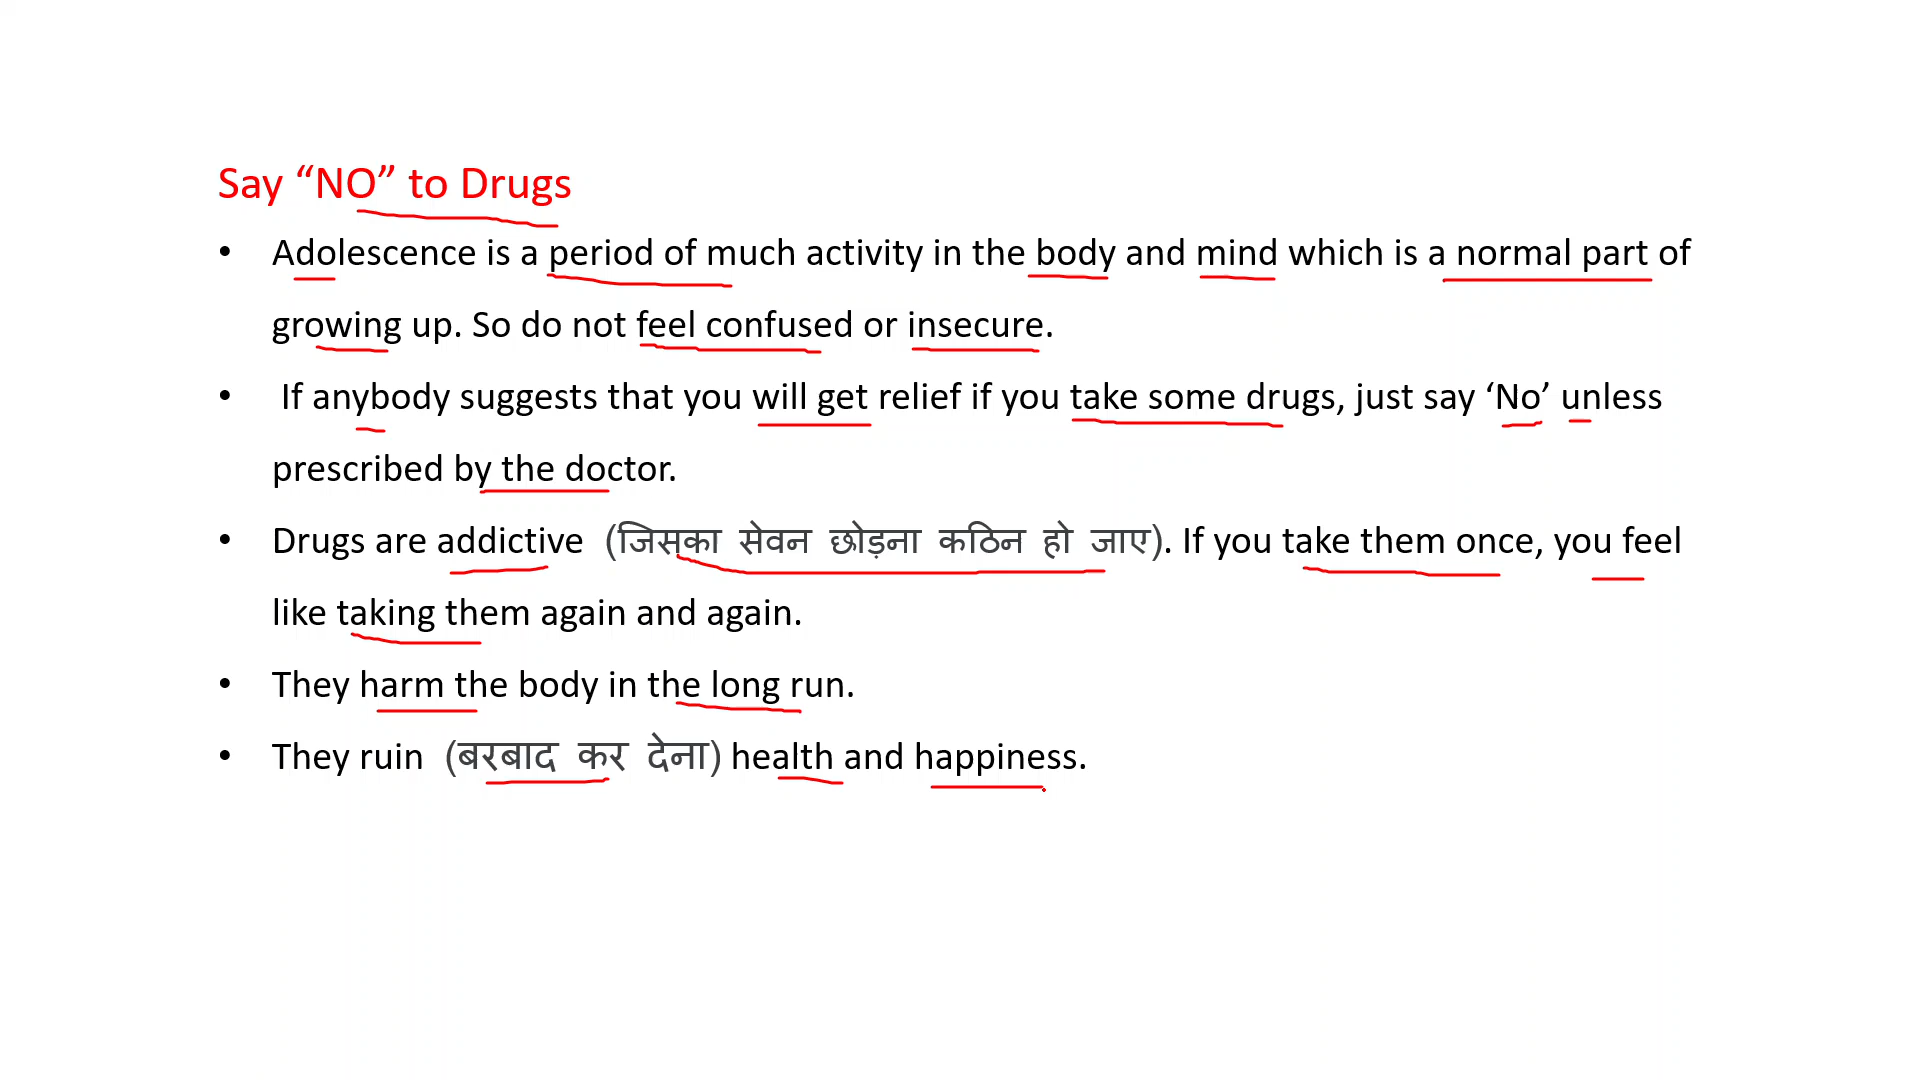 Say “NO” to Drugs
• Adolescence is a period of much activity in the body and mind which is a normal part of
growing up. So do not feel confused or insecure.
• If anybody suggests that you will get relief if you take some drugs, just say ‘No’ unless
prescribed by the doctor.
• Drugs are addictive (जिसका सेवन छोड़ना कठिन हो जाए). If you take them once, you feel
like taking them again and again.
• They harm the body in the long run.
• They ruin (बरबाद कर देना) health and happiness.